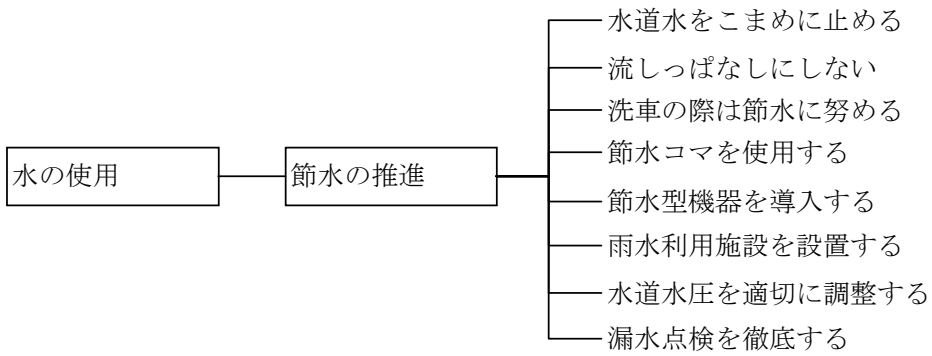 水の使用
節水の推進
水道水をこまめに止める
流しっぱなしにしない
洗車の際は節水に努める
節水コマを使用する
節水型機器を導入する
雨水利用施設を設置する
水道水圧を適切に調整する
漏水点検を徹底する